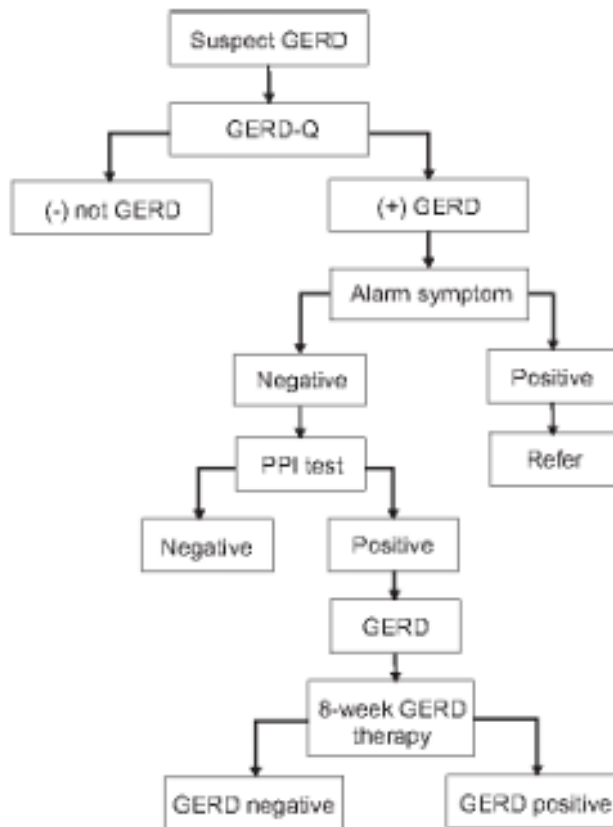 Suspect GERD
GERD-Q
(-) not GERD
(+) GERD
Alarm symptom
Negative
Positive
PPI test
Refer
Negative
Positive
GERD
8-week GERD
therapy
GERD negative
GERD positive